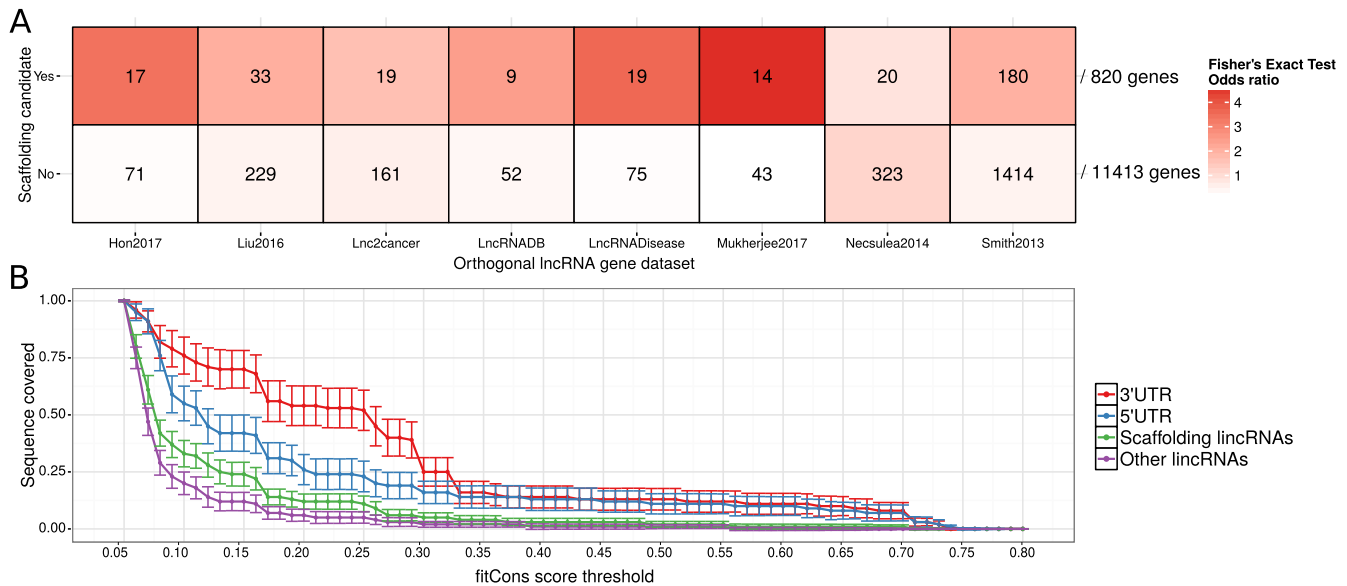 A
Scaffolding candidate
Yes
17 33 19 9 19 14 20 180 / 820 genes
No
71 229 161 52 75 43 323 1414 / 11413 genes
Hon2017 Liu2016 Lnc2cancer LncRNADB LncRNADisease Mukherjee2017 Necsulea2014 Smith2013
Orthogonal lncRNA gene dataset
Fisher's Exact Test
Odds ratio
4
3
2
1
B
Sequence covered
1.00
0.75
0.50
0.25
0.00
0.05 0.10 0.15 0.20 0.25 0.30 0.35 0.40 0.45 0.50 0.55 0.60 0.65 0.70 0.75 0.80
fitCons score threshold
3'UTR
5'UTR
Scaffolding lincRNAs
Other lincRNAs